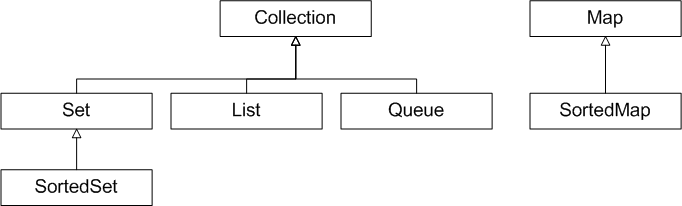 Collection
Map
Set
List
Queue
SortedMap
SortedSet